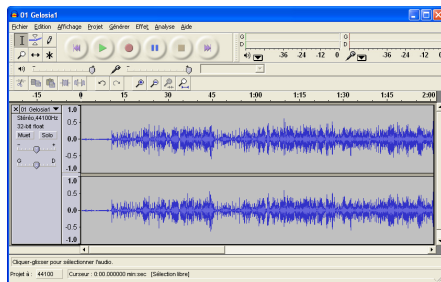 01 Gelosia1
Fichier Edition Affichage Projet Générer Effet Analyse Aide
G
D
-36 -24 -12 0
G
D
-36 -24 -12 0
-15 0 15 30 45 1:00 1:15 1:30 1:45 2:00
01 Gelosia1
Stéréo,44100Hz
32-bit float
Muet Solo
- +
G D
1.0
0.5
0.0
-0.5
-1.0
1.0
0.5
0.0
-0.5
-1.0
Cliquer-glisser pour sélectionner l'audio.
Projet à : 44100 Curseur : 0:00.000000 min:sec [Sélection libre]